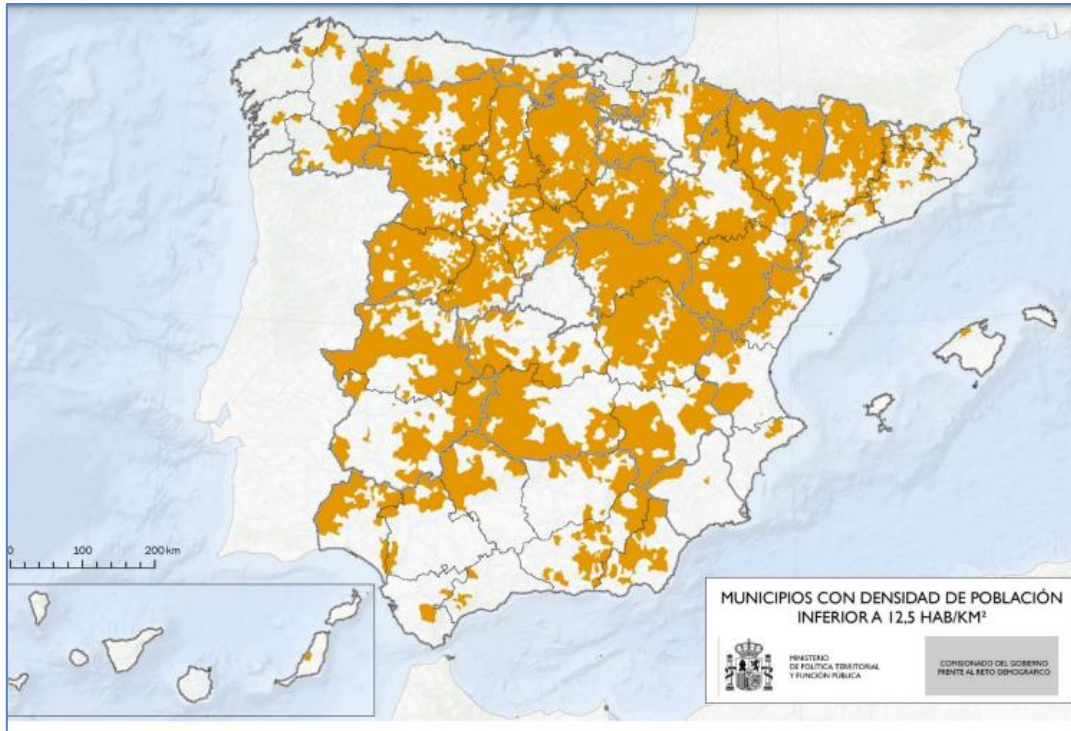 0 100 200 km
MUNICIPIOS CON DENSIDAD DE POBLACIÓN
INFERIOR A 12,5 HAB/KM²
MINISTERIO
DE POLÍTICA TERRITORIAL
Y FUNCIÓN PÚBLICA
COMISIONADO DEL GOBIERNO
FRENTE AL RETO DEMOGRÁFICO